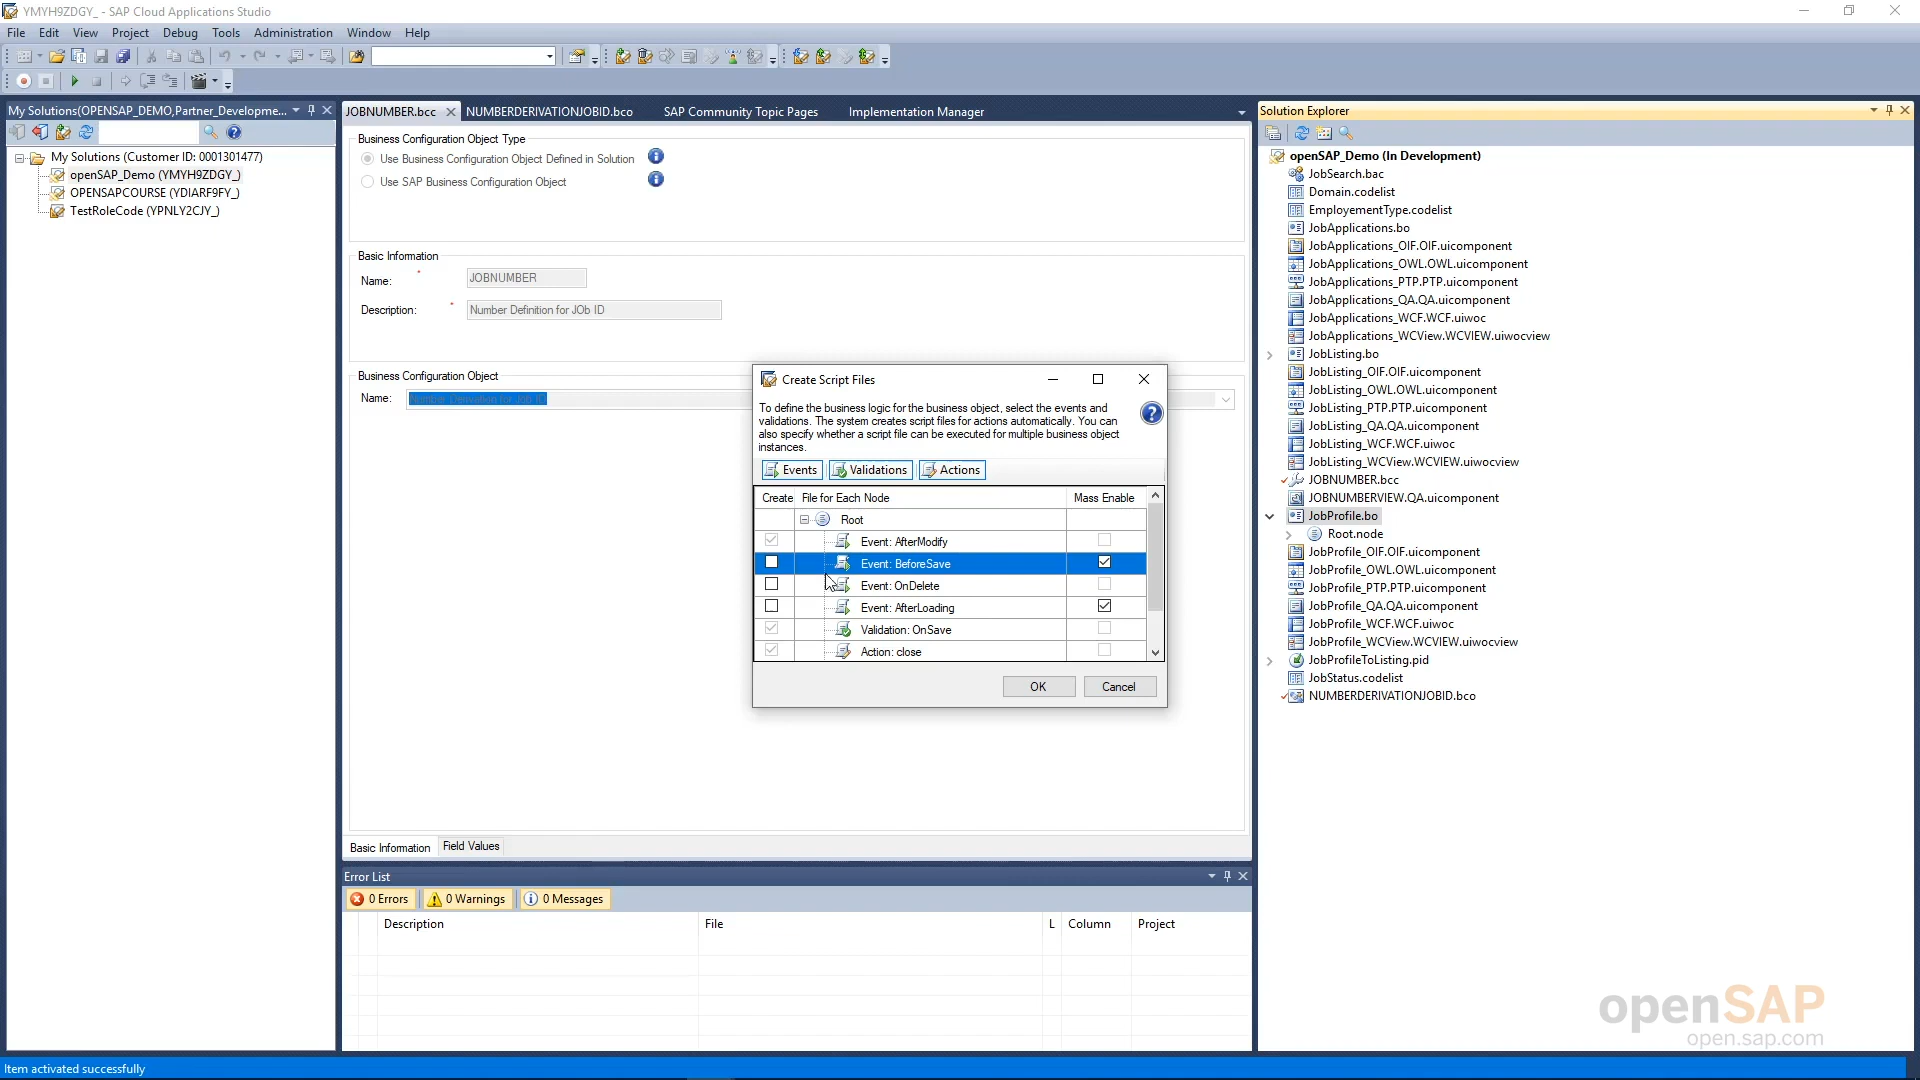 YMYH9ZDGY_ - SAP Cloud Applications Studio
File Edit View Project Debug Tools Administration Window Help
My Solutions(OPENSAP_DEMO,Partner_Developme...
My Solutions (Customer ID: 0001301477)
openSAP_Demo (YMYH9ZDGY_)
OPENSAPCOURSE (YDIARF9FY_)
TestRoleCode (YPNLY2CJY_)
JOBNUMBER.bcc NUMBERDERIVATIONJOBID.bco SAP Community Topic Pages Implementation Manager
Business Configuration Object Type
Use Business Configuration Object Defined in Solution
Use SAP Business Configuration Object
Basic Information
Name: * JOBNUMBER
Description: * Number Definition for JOb ID
Business Configuration Object
Name: Number Derivation for Job ID
Create Script Files
To define the business logic for the business object, select the events and
validations. The system creates script files for actions automatically. You can
also specify whether a script file can be executed for multiple business object
instances.
Events Validations Actions
Create File for Each Node Mass Enable
Root
Event: AfterModify
Event: BeforeSave
Event: OnDelete
Event: AfterLoading
Validation: OnSave
Action: close
OK Cancel
Basic Information Field Values
Error List
0 Errors 0 Warnings 0 Messages
Description File L Column Project
Solution Explorer
openSAP_Demo (In Development)
JobSearch.bac
Domain.codelist
EmployementType.codelist
JobApplications.bo
JobApplications_OIF.OIF.uicomponent
JobApplications_OWL.OWL.uicomponent
JobApplications_PTP.PTP.uicomponent
JobApplications_QA.QA.uicomponent
JobApplications_WCF.WCF.uiwoc
JobApplications_WCView.WCVIEW.uiwocview
JobListing.bo
JobListing_OIF.OIF.uicomponent
JobListing_OWL.OWL.uicomponent
JobListing_PTP.PTP.uicomponent
JobListing_QA.QA.uicomponent
JobListing_WCF.WCF.uiwoc
JobListing_WCView.WCVIEW.uiwocview
JOBNUMBER.bcc
JOBNUMBERVIEW.QA.uicomponent
JobProfile.bo
Root.node
JobProfile_OIF.OIF.uicomponent
JobProfile_OWL.OWL.uicomponent
JobProfile_PTP.PTP.uicomponent
JobProfile_QA.QA.uicomponent
JobProfile_WCF.WCF.uiwoc
JobProfile_WCView.WCVIEW.uiwocview
JobProfileToListing.pid
JobStatus.codelist
NUMBERDERIVATIONJOBID.bco
openSAP
open.sap.com
Item activated successfully